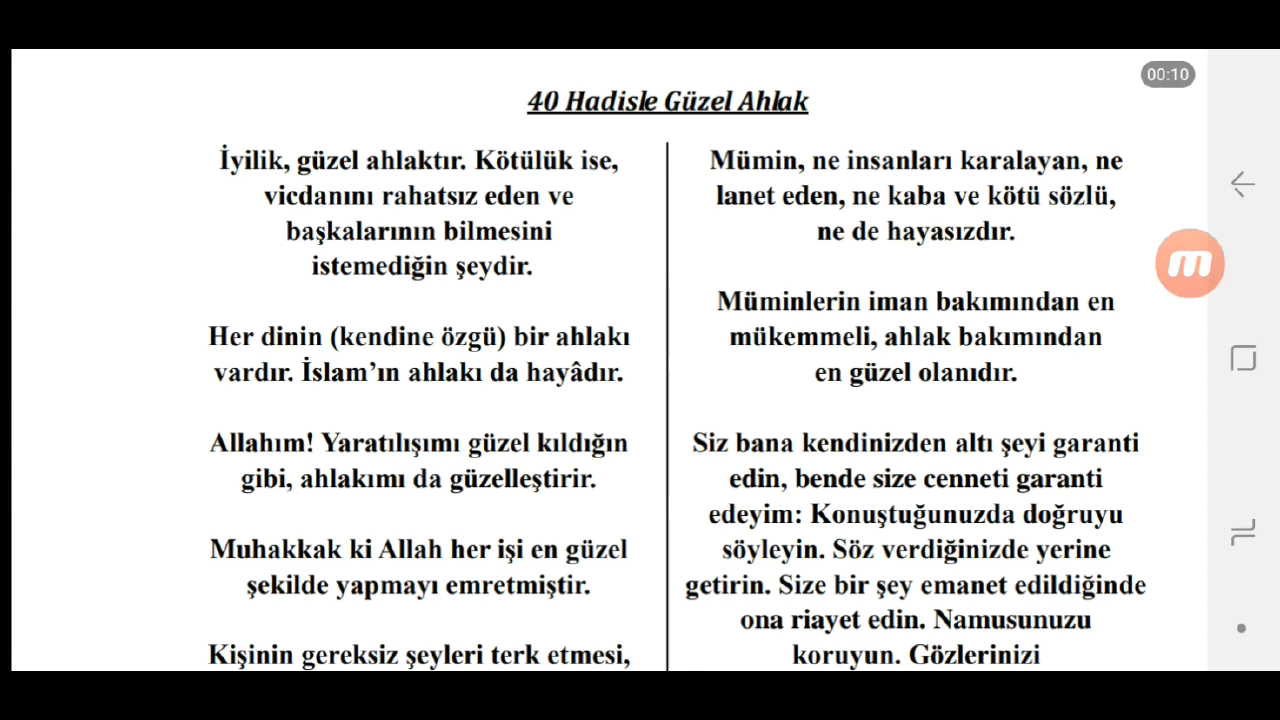 00:10
40 Hadisle Güzel Ahlak
İyilik, güzel ahlaktır. Kötülük ise,
vicdanını rahatsız eden ve
başkalarının bilmesini
istemediğin şeydir.
Her dinin (kendine özgü) bir ahlakı
vardır. İslam’ın ahlakı da hayâdır.
Allahım! Yaratılışımı güzel kıldığın
gibi, ahlakımı da güzelleştirir.
Muhakkak ki Allah her işi en güzel
şekilde yapmayı emretmiştir.
Kişinin gereksiz şeyleri terk etmesi,
Mümin, ne insanları karalayan, ne
lanet eden, ne kaba ve kötü sözlü,
ne de hayasızdır.
Müminlerin iman bakımından en
mükemmeli, ahlak bakımından
en güzel olanıdır.
Siz bana kendinizden altı şeyi garanti
edin, bende size cenneti garanti
edeyim: Konuştuğunuzda doğruyu
söyleyin. Söz verdiğinizde yerine
getirin. Size bir şey emanet edildiğinde
ona riayet edin. Namusunuzu
koruyun. Gözlerinizi